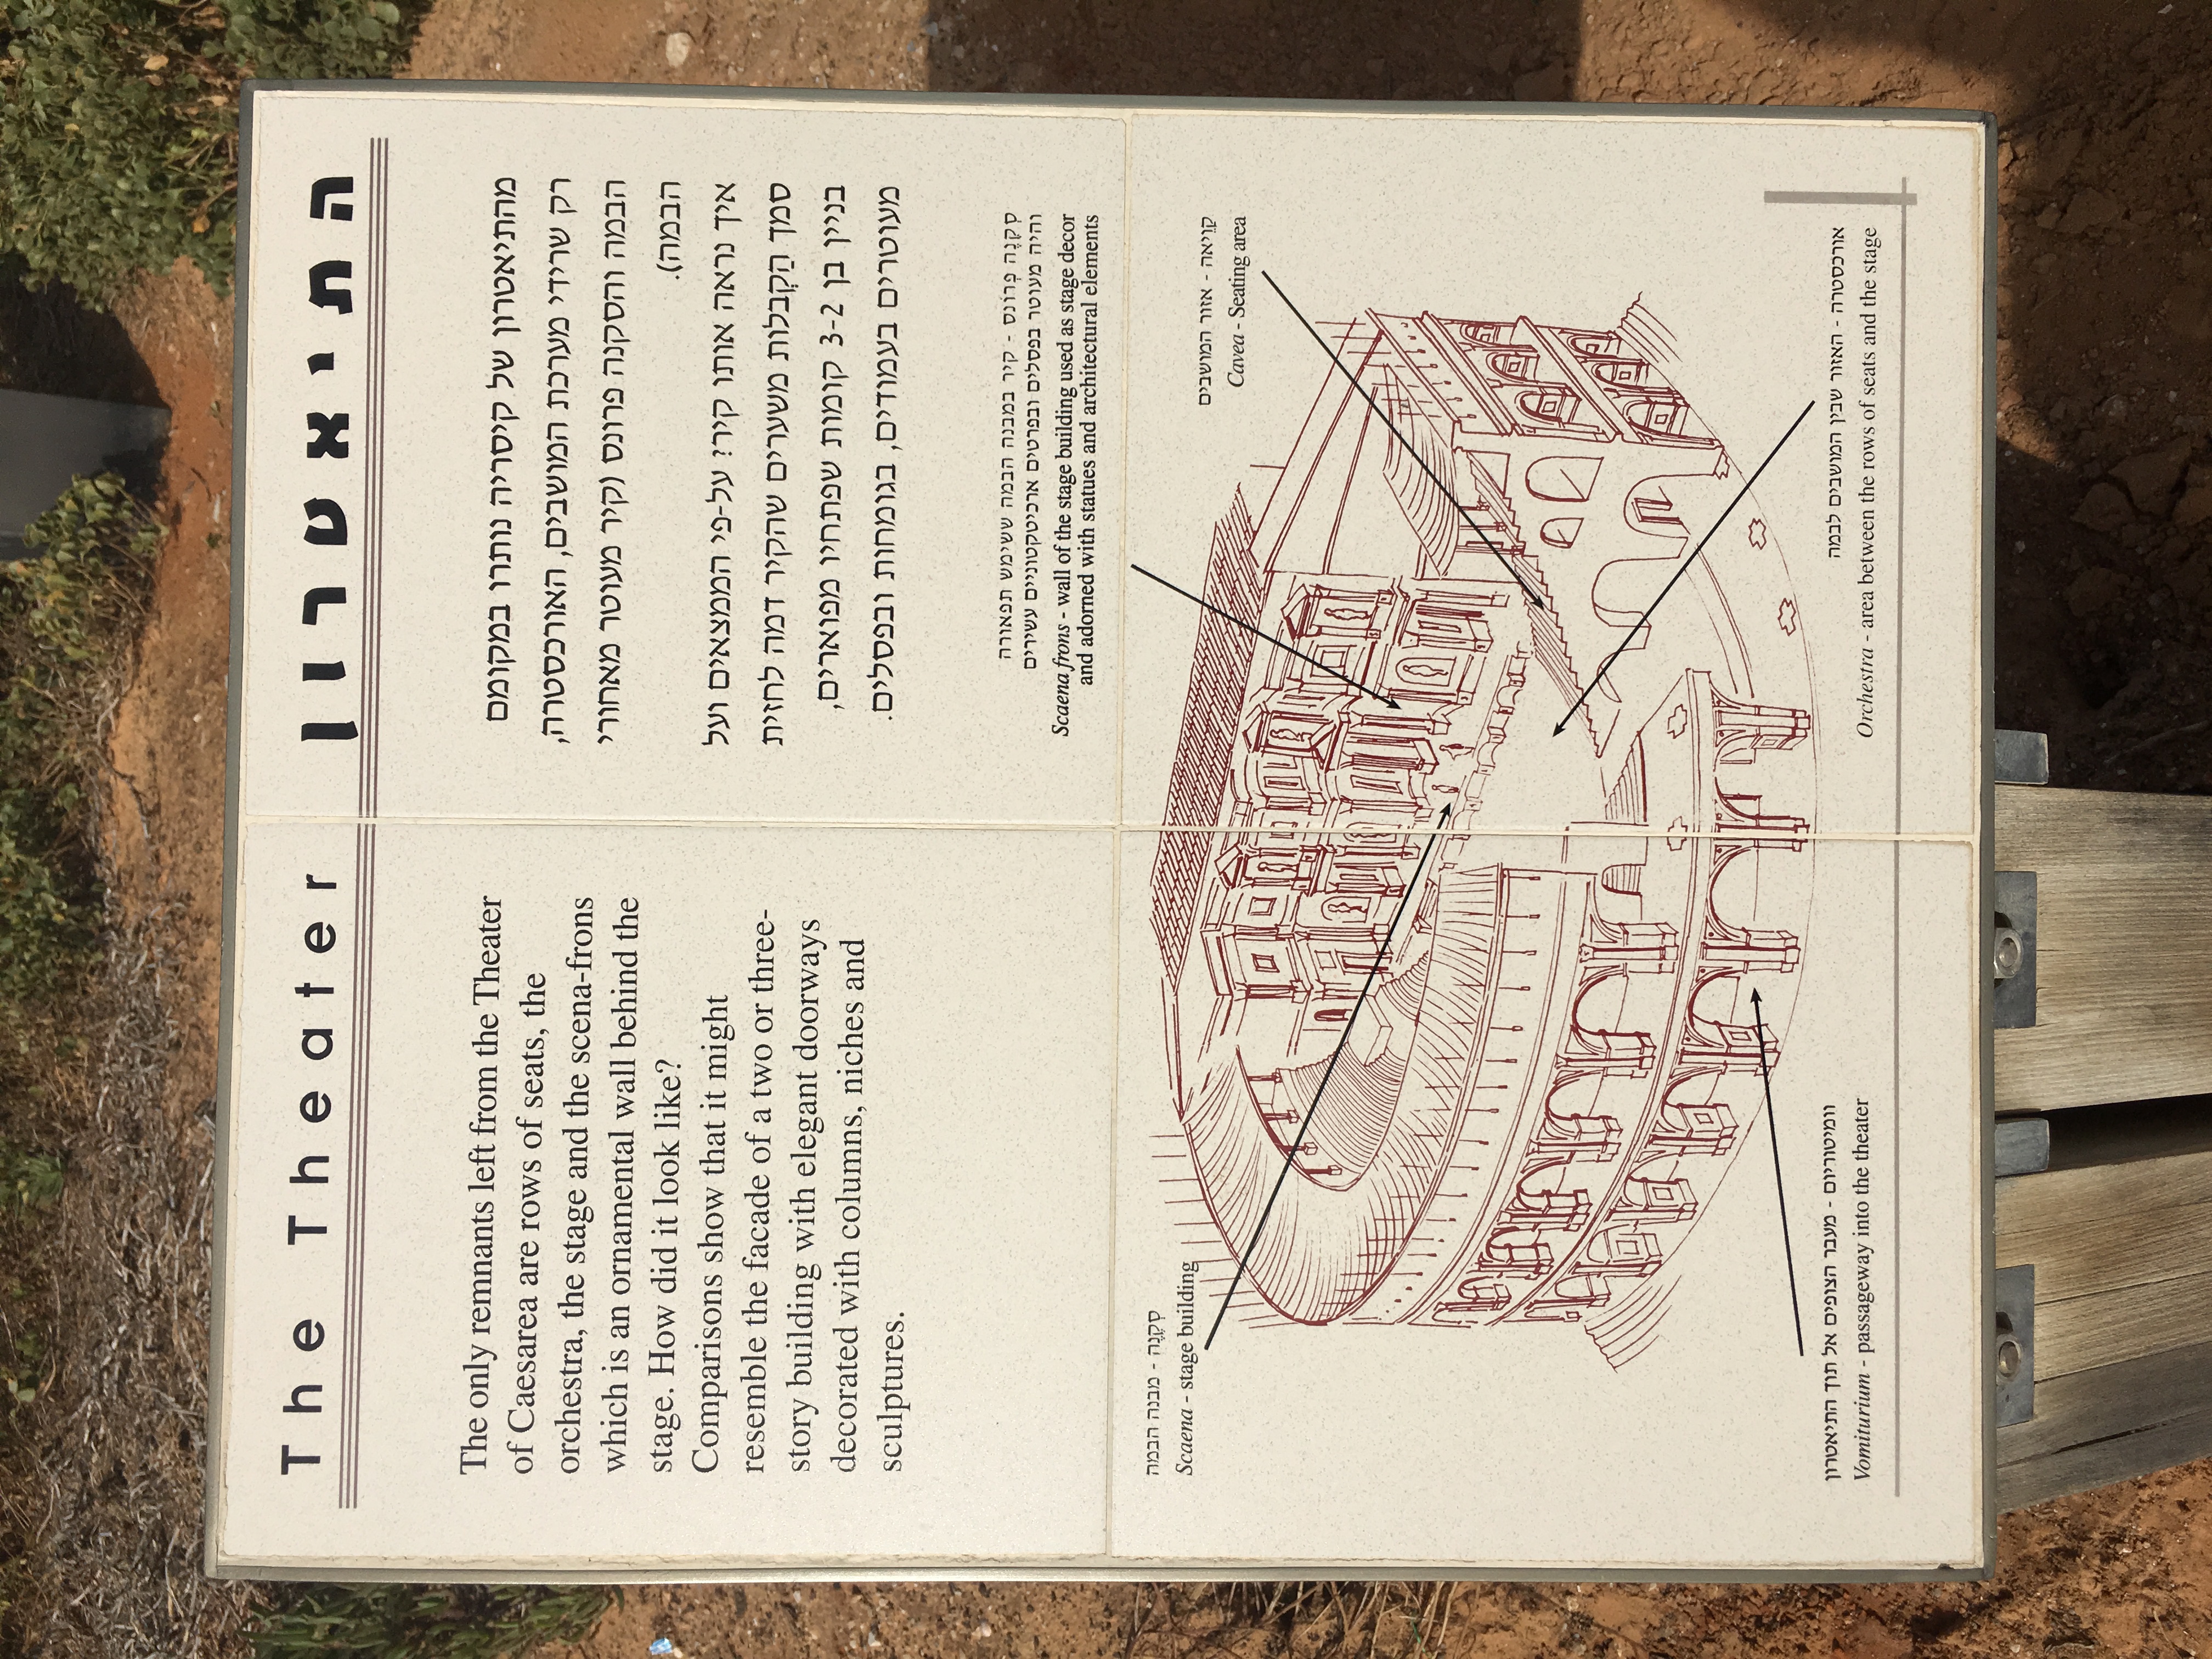 The Theater
התיאטרון
The only remnants left from the Theater
of Caesarea are rows of seats, the
orchestra, the stage and the scena-frons
which is an ornamental wall behind the
stage. How did it look like?
Comparisons show that it might
resemble the facade of a two or three-
story building with elegant doorways
decorated with columns, niches and
sculptures.
מהתיאטרון של קיסריה נותרו במקומם
רק שרידי מערכת המושבים, האורכסטרה,
הבמה והסקנה פרונס (קיר מעוטר מאחורי
הבמה).
איך נראה אותו קיר? על-פי הממצאים ועל
סמך הַקְבלות משערים שהקיר דמה לחזית
בניין בן 3-2 קומות שפתחיו מפוארים,
מעוטרים בעמודים, בגומחות ובפסלים.
סְקֶנָה פְרוֹנס - קיר במבנה הבמה ששימש תפאורה
והיה מעוטר בפסלים ובפרטים ארכיטקטוניים עשירים
Scaena frons - wall of the stage building used as stage decor
and adorned with statues and architectural elements
סְקֶנָה - מבנה הבמה
Scaena - stage building
קָוֵיאה - אזור המושבים
Cavea - Seating area
וומיטוריום - מעבר הצופים אל תוך התיאטרון
Vomiturium - passageway into the theater
אורכסטרה - האזור שבין המושבים לבמה
Orchestra - area between the rows of seats and the stage